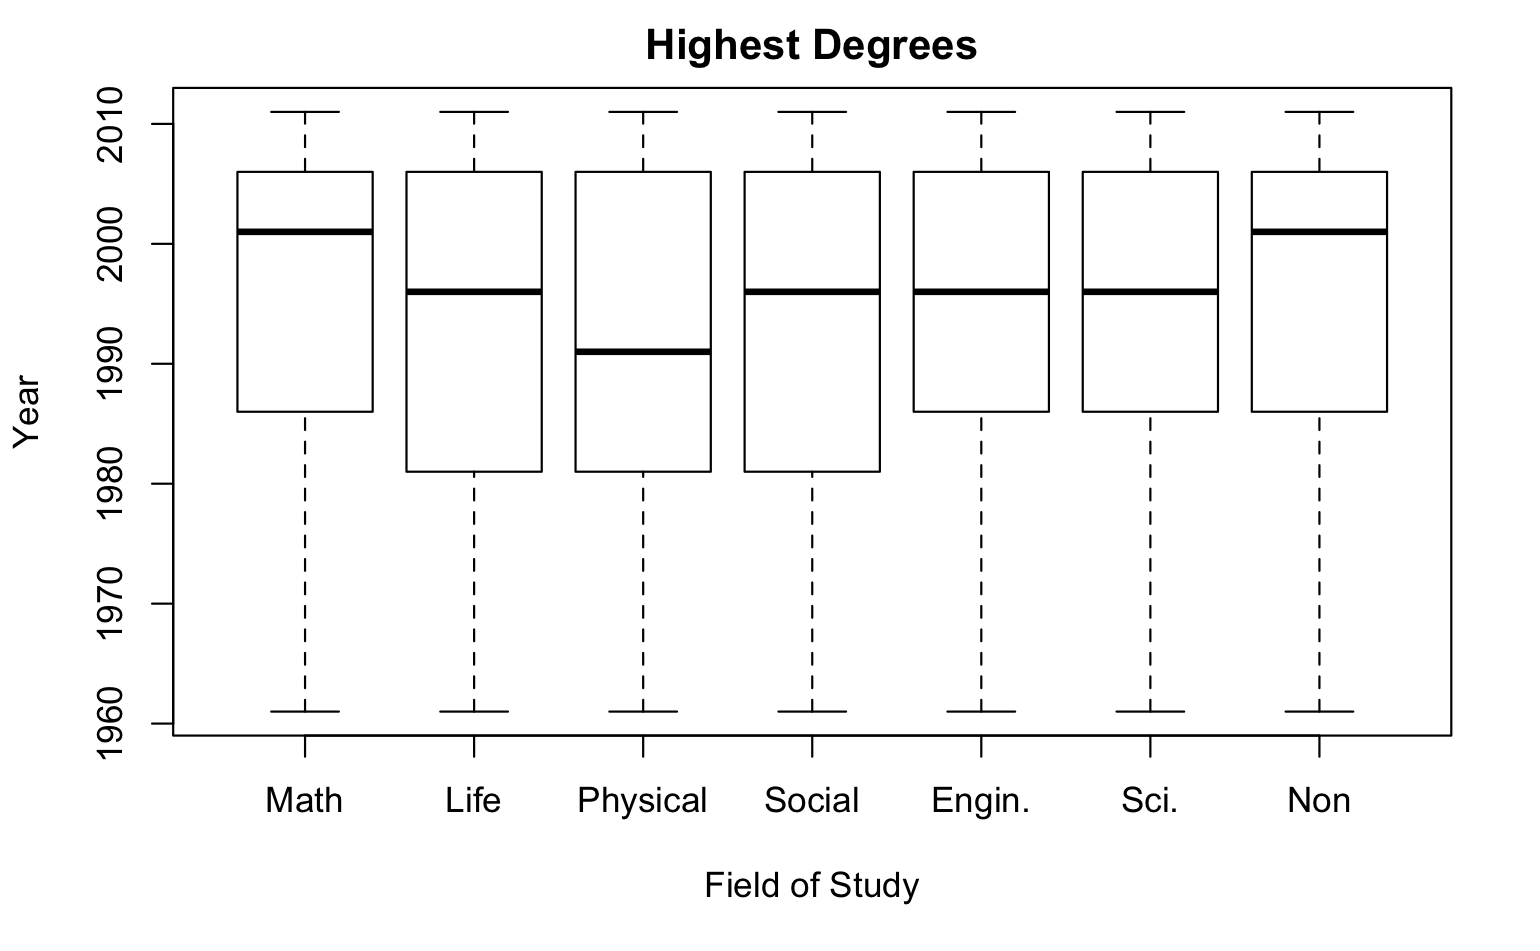 Highest Degrees
Year
2010
2000
1990
1980
1970
1960
Math Life Physical Social Engin. Sci. Non
Field of Study